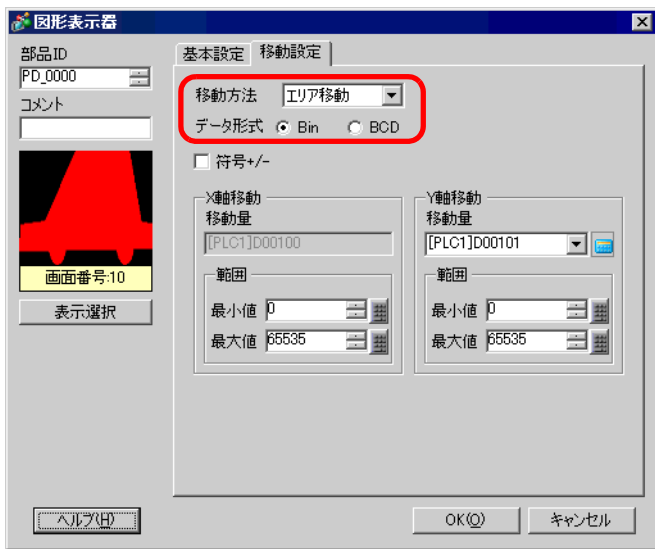 図形表示器
部品ID
PD_0000
コメント
画面番号:10
表示選択
基本設定 移動設定
移動方法 エリア移動
データ形式 Bin BCD
符号+/-
X軸移動
移動量
[PLC1]D00100
範囲
最小値 0
最大値 65535
Y軸移動
移動量
[PLC1]D00101
範囲
最小値 0
最大値 65535
ヘルプ(H) OK(O) キャンセル